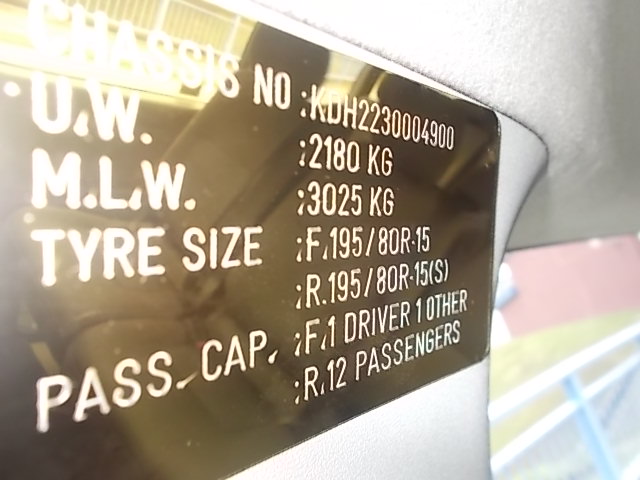 CHASSIS NO :KDH2230004900
U.W. :2180 KG
M.L.W. :3025 KG
TYRE SIZE :F.195/80R-15
:R.195/80R-15(S)
PASS. CAP. :F.1 DRIVER 1 OTHER
:R.12 PASSENGERS